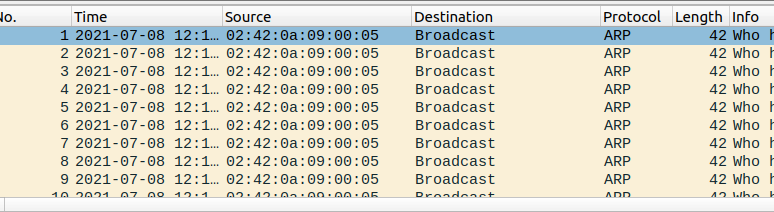 No. Time Source Destination Protocol Length Info
1 2021-07-08 12:1… 02:42:0a:09:00:05 Broadcast ARP 42 Who h
2 2021-07-08 12:1… 02:42:0a:09:00:05 Broadcast ARP 42 Who h
3 2021-07-08 12:1… 02:42:0a:09:00:05 Broadcast ARP 42 Who h
4 2021-07-08 12:1… 02:42:0a:09:00:05 Broadcast ARP 42 Who h
5 2021-07-08 12:1… 02:42:0a:09:00:05 Broadcast ARP 42 Who h
6 2021-07-08 12:1… 02:42:0a:09:00:05 Broadcast ARP 42 Who h
7 2021-07-08 12:1… 02:42:0a:09:00:05 Broadcast ARP 42 Who h
8 2021-07-08 12:1… 02:42:0a:09:00:05 Broadcast ARP 42 Who h
9 2021-07-08 12:1… 02:42:0a:09:00:05 Broadcast ARP 42 Who h